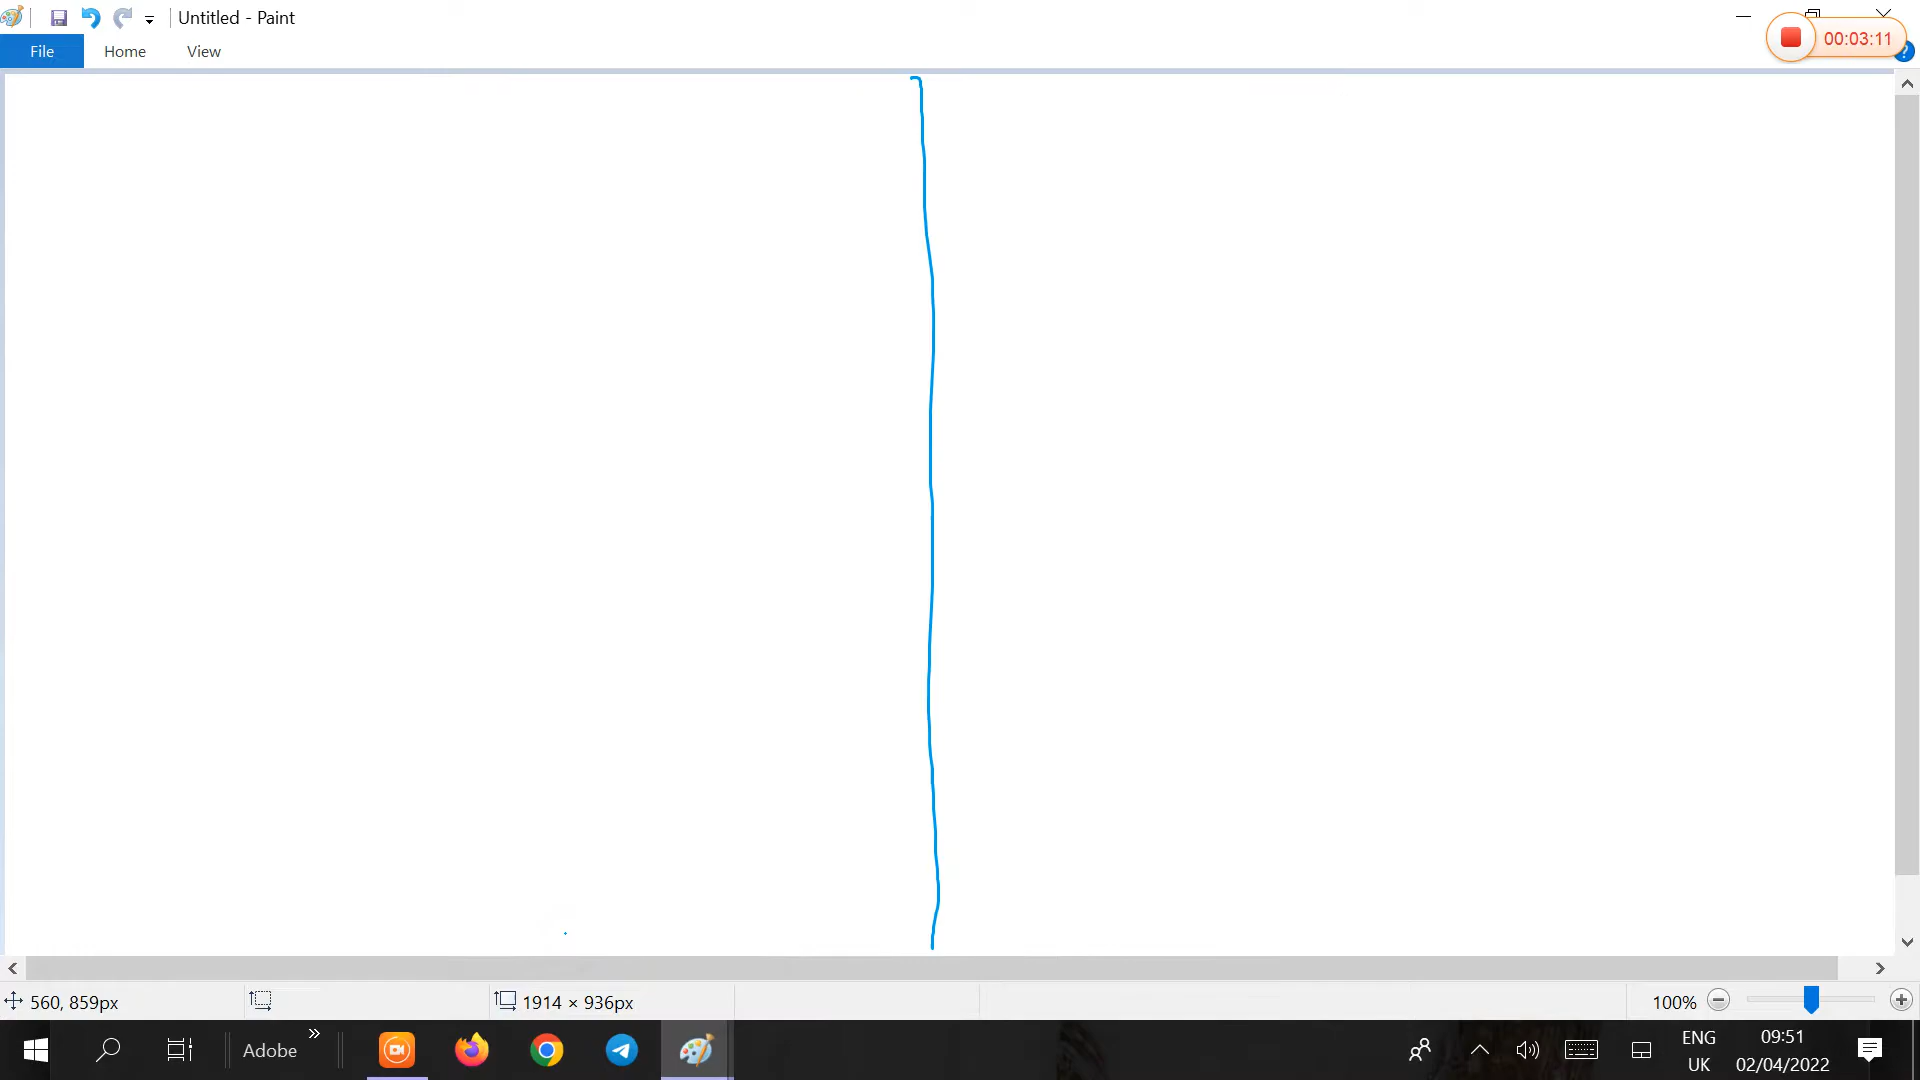 Untitled - Paint
00:03:11
File Home View
560, 859px
1914 × 936px
100%
Adobe
ENG
UK
09:51
02/04/2022